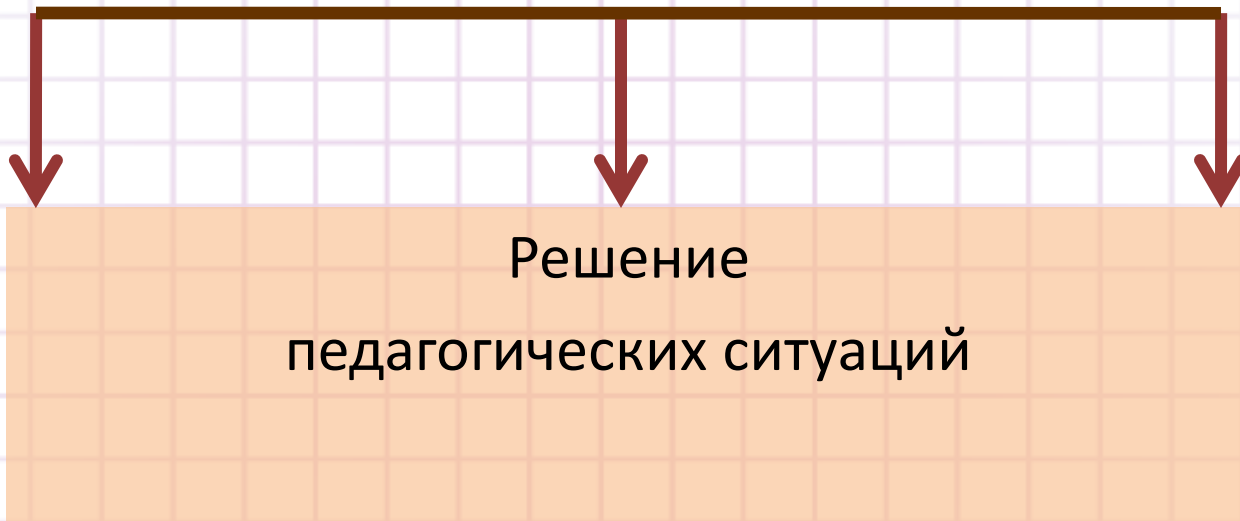 Решение
педагогических ситуаций